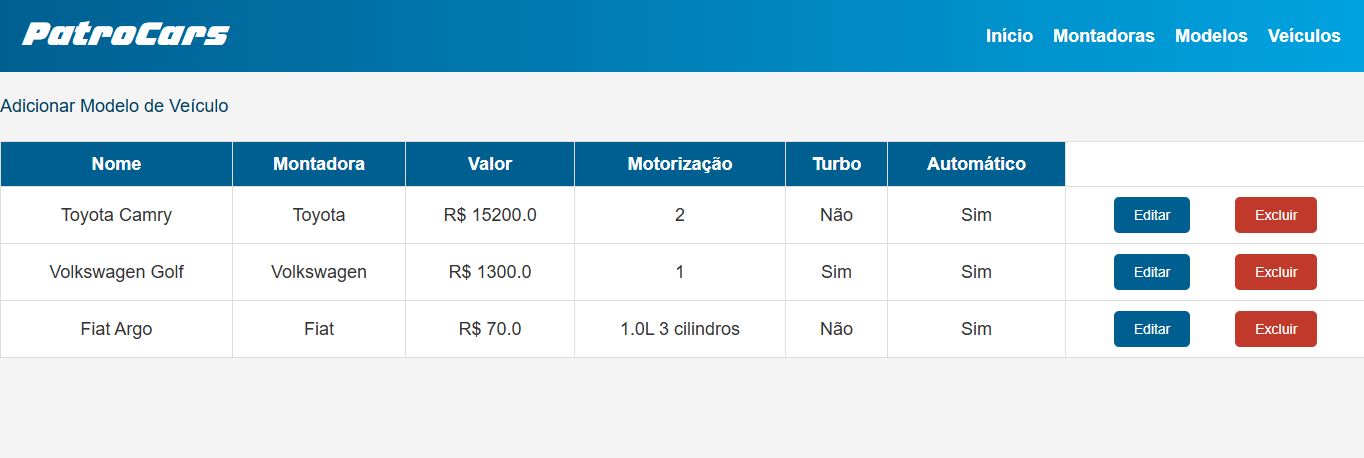 PatroCars Início Montadoras Modelos Veículos
Adicionar Modelo de Veículo
Nome Montadora Valor Motorização Turbo Automático
Toyota Camry Toyota R$ 15200.0 2 Não Sim Editar Excluir
Volkswagen Golf Volkswagen R$ 1300.0 1 Sim Sim Editar Excluir
Fiat Argo Fiat R$ 70.0 1.0L 3 cilindros Não Sim Editar Excluir